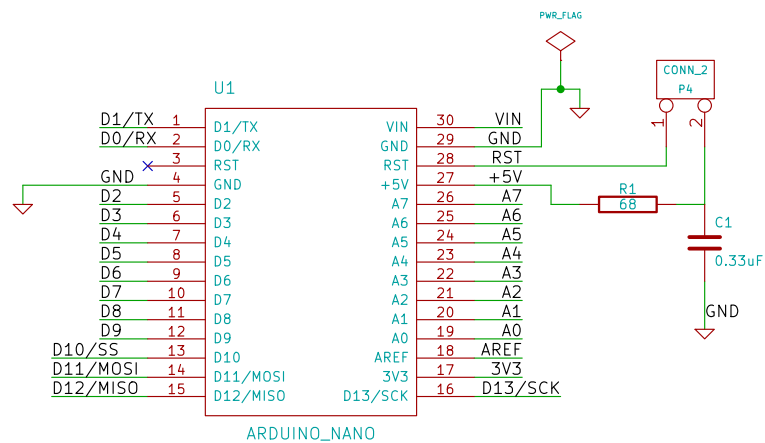 PWR_FLAG
CONN_2
P4
1
2
U1
D1/TX 1 D1/TX VIN 30 VIN
D0/RX 2 D0/RX GND 29 GND
3 RST RST 28 RST
GND 4 GND +5V 27 +5V
D2 5 D2 A7 26 A7
D3 6 D3 A6 25 A6
D4 7 D4 A5 24 A5
D5 8 D5 A4 23 A4
D6 9 D6 A3 22 A3
D7 10 D7 A2 21 A2
D8 11 D8 A1 20 A1
D9 12 D9 A0 19 A0
D10/SS 13 D10 AREF 18 AREF
D11/MOSI 14 D11/MOSI 3V3 17 3V3
D12/MISO 15 D12/MISO D13/SCK 16 D13/SCK
ARDUINO_NANO
R1
68
C1
0.33uF
GND